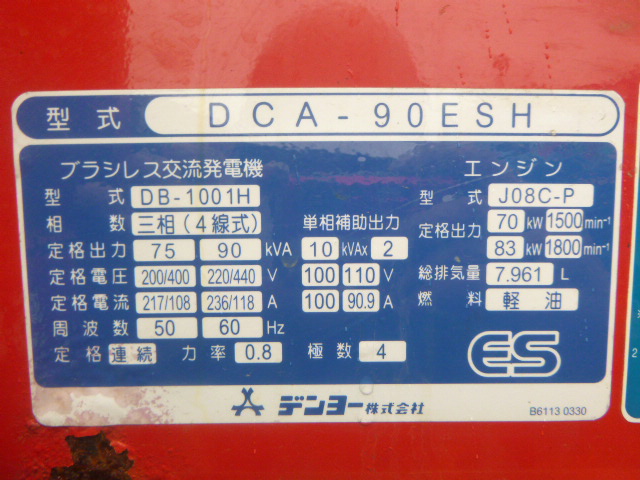 型式 DCA-90ESH
ブラシレス交流発電機
型式 DB-1001H
相数 三相(4線式) 単相補助出力
定格出力 75 90 kVA 10 kVA× 2
定格電圧 200/400 220/440 V 100 110 V
定格電流 217/108 236/118 A 100 90.9 A
周波数 50 60 Hz
定格 連続 力率 0.8 極数 4
エンジン
型式 J08C-P
定格出力 70 kW 1500 min⁻¹
83 kW 1800 min⁻¹
総排気量 7.961 L
燃料 軽油
ES
デンヨー株式会社
B6113 0330